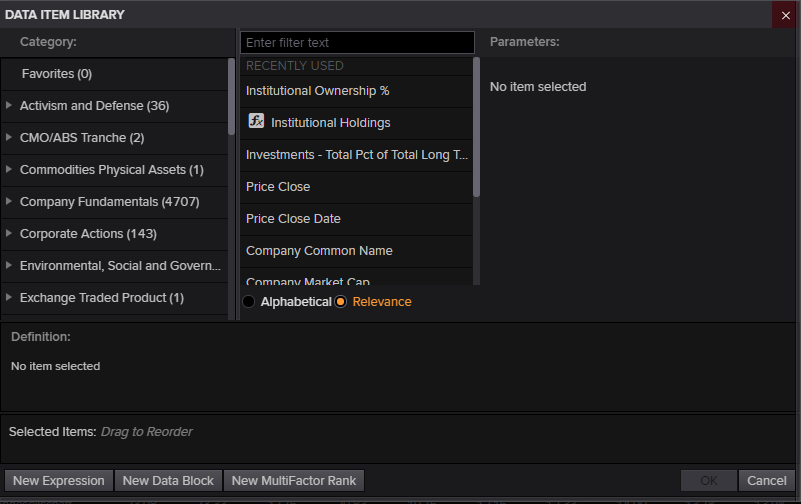 DATA ITEM LIBRARY
×
Category:
Favorites (0)
Activism and Defense (36)
CMO/ABS Tranche (2)
Commodities Physical Assets (1)
Company Fundamentals (4707)
Corporate Actions (143)
Environmental, Social and Govern...
Exchange Traded Product (1)
Enter filter text
RECENTLY USED
Institutional Ownership %
fx Institutional Holdings
Investments - Total Pct of Total Long T...
Price Close
Price Close Date
Company Common Name
Company Market Cap
Alphabetical Relevance
Parameters:
No item selected
Definition:
No item selected
Selected Items: Drag to Reorder
New Expression New Data Block New MultiFactor Rank OK Cancel